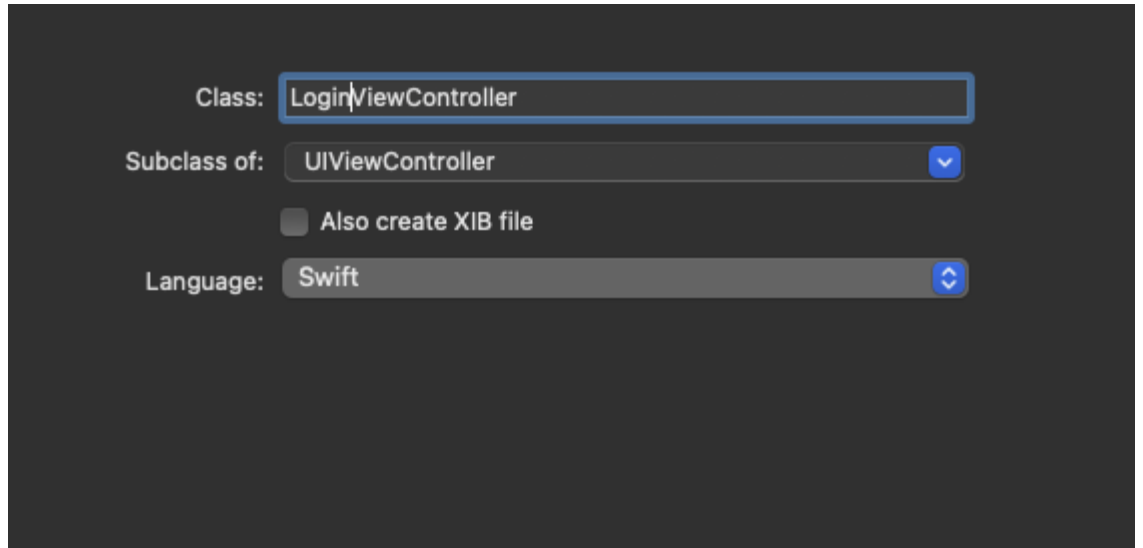 Class: LoginViewController
Subclass of: UIViewController
Also create XIB file
Language: Swift